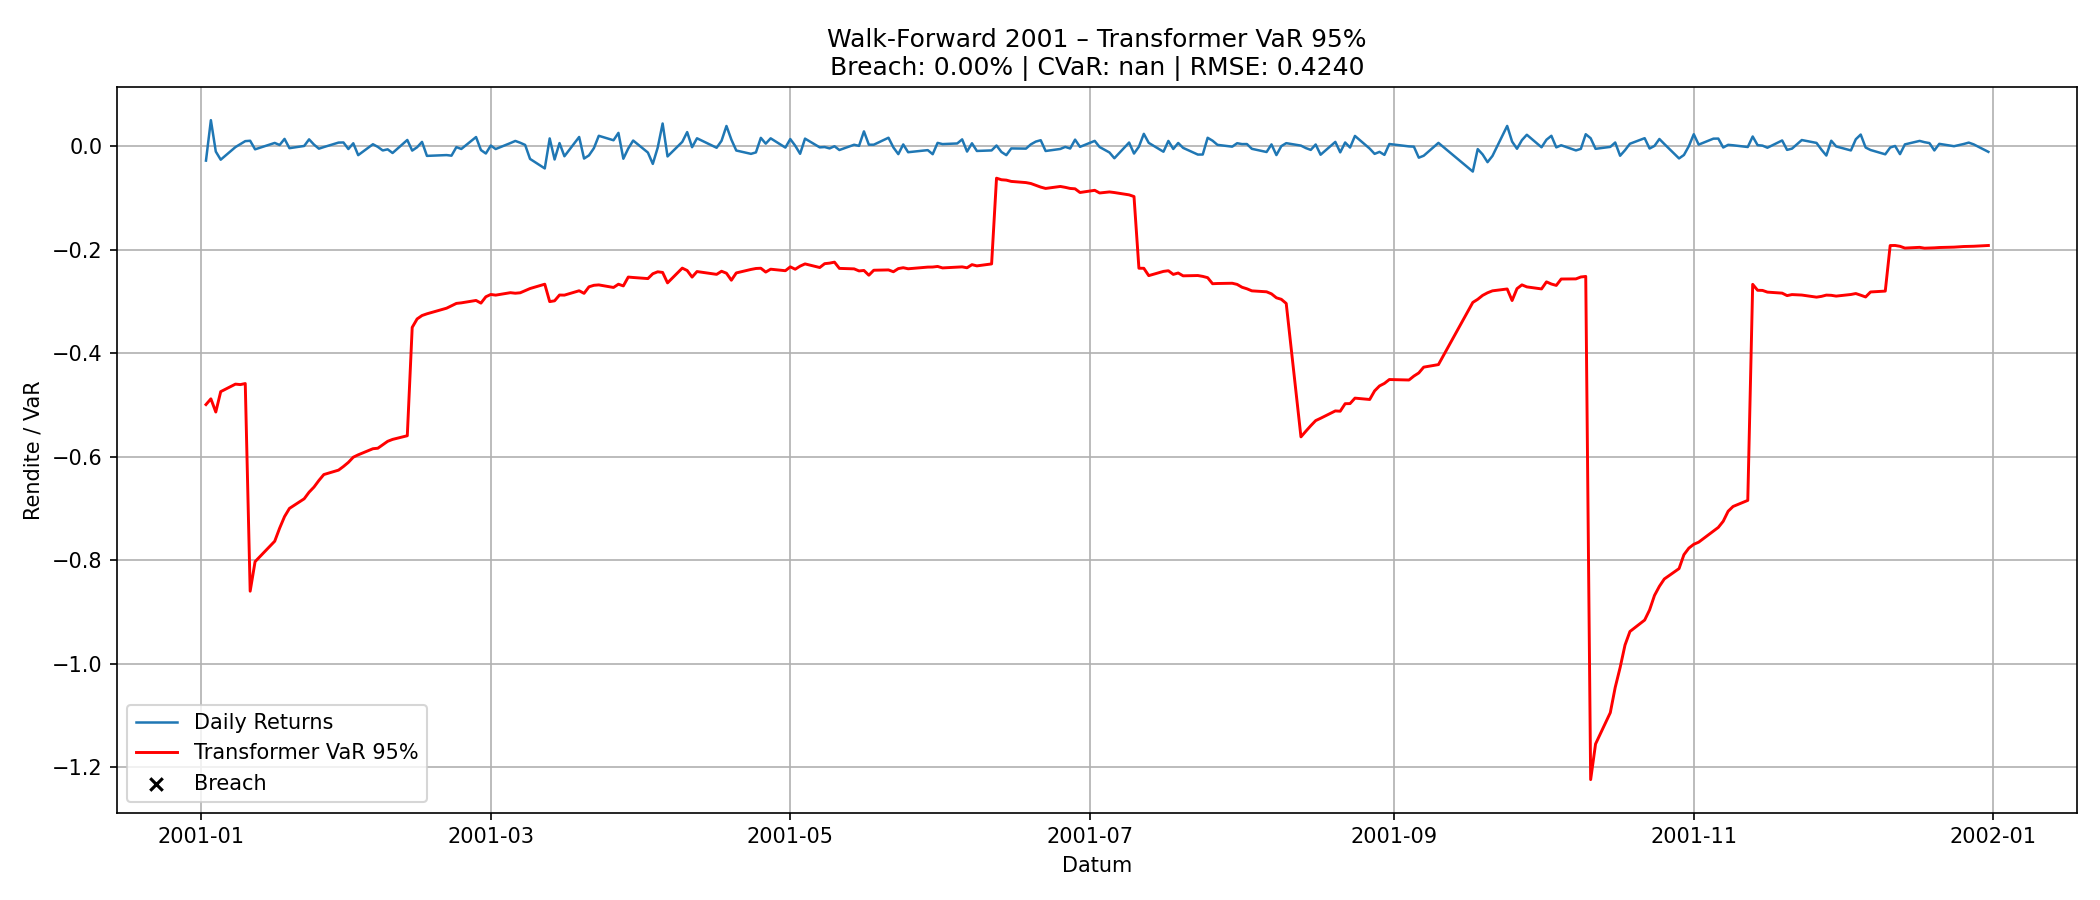 Walk-Forward 2001 – Transformer VaR 95%
Breach: 0.00% | CVaR: nan | RMSE: 0.4240
Rendite / VaR
0.0
−0.2
−0.4
−0.6
−0.8
−1.0
−1.2
Daily Returns
Transformer VaR 95%
Breach
2001-01
2001-03
2001-05
2001-07
2001-09
2001-11
2002-01
Datum